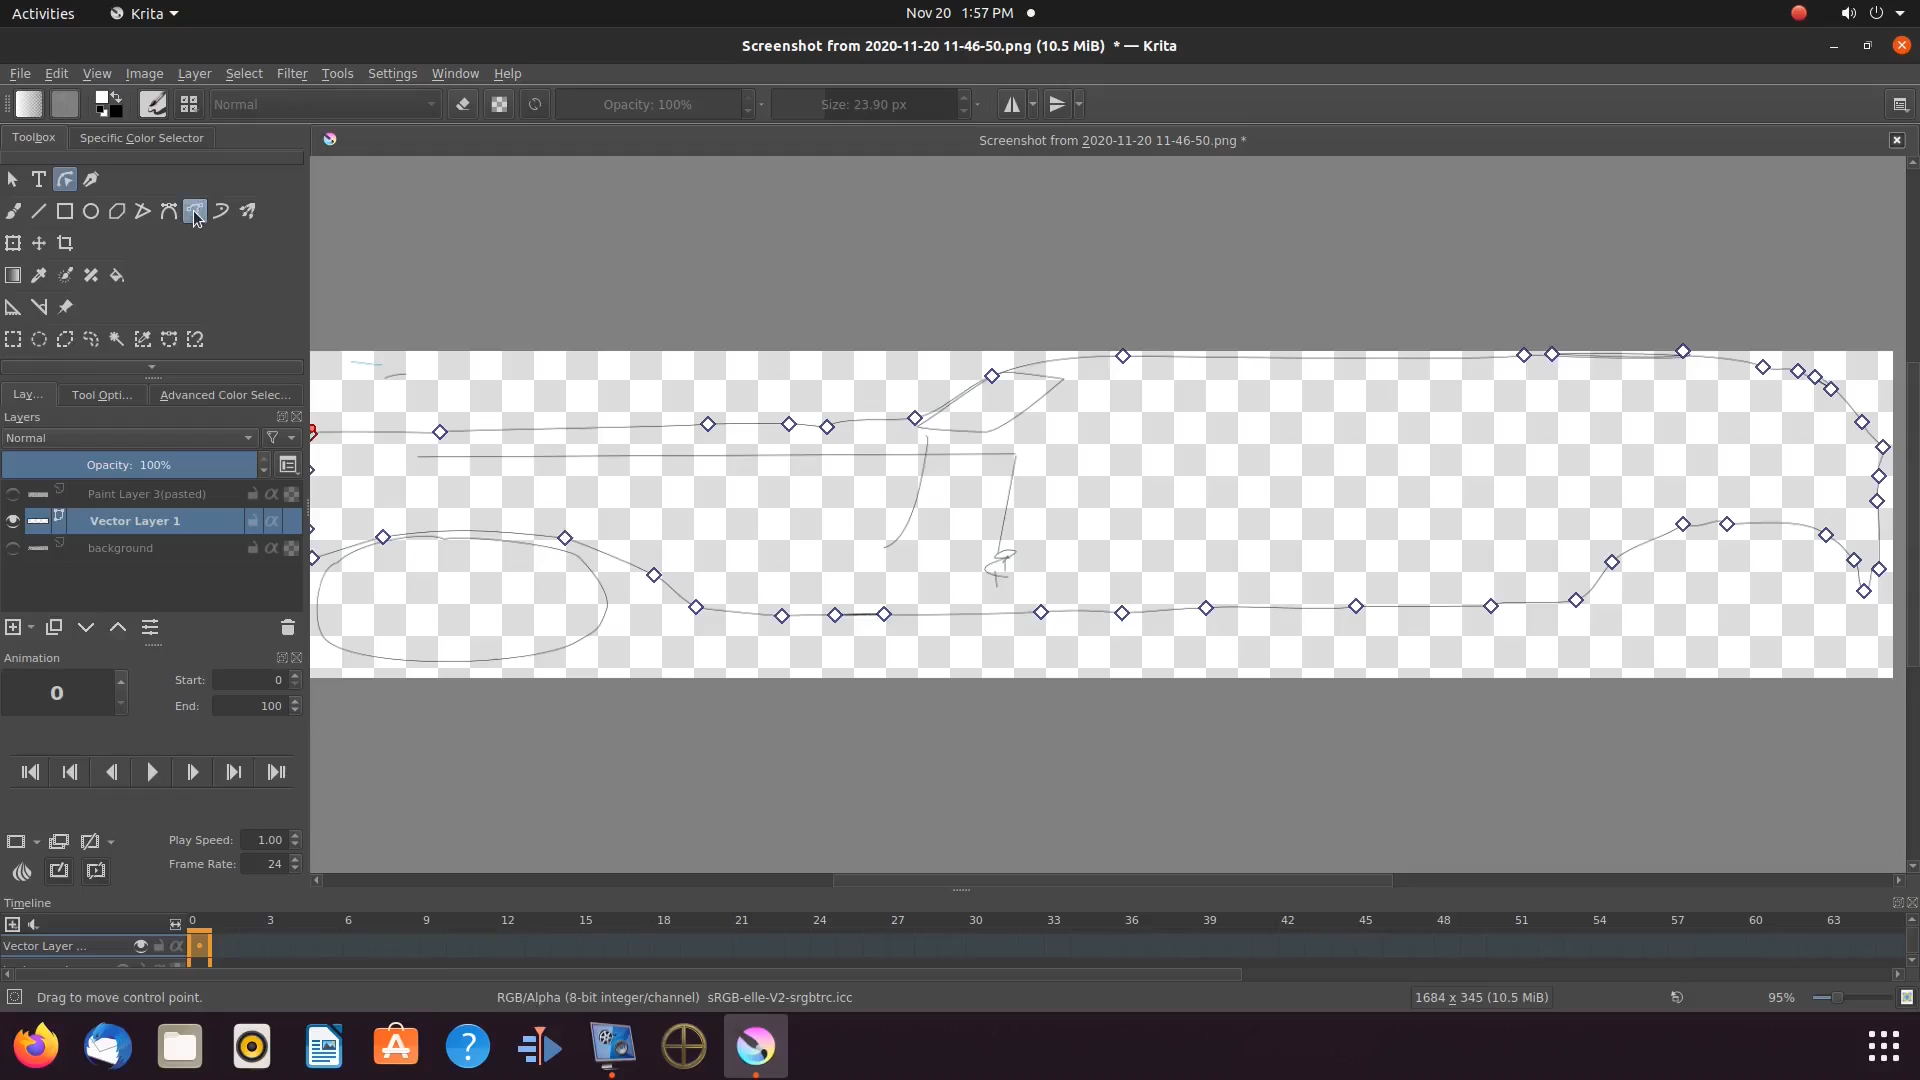 Activities
Krita
Nov 20 1:57 PM
Screenshot from 2020-11-20 11-46-50.png (10.5 MiB) * — Krita
File Edit View Image Layer Select Filter Tools Settings Window Help
Normal
Opacity: 100%
Size: 23.90 px
Toolbox
Specific Color Selector
Screenshot from 2020-11-20 11-46-50.png *
Lay...
Tool Opti...
Advanced Color Selec...
Layers
Normal
Opacity: 100%
Paint Layer 3(pasted)
Vector Layer 1
background
Animation
0
Start: 0
End: 100
Play Speed: 1.00
Frame Rate: 24
Timeline
0 3 6 9 12 15 18 21 24 27 30 33 36 39 42 45 48 51 54 57 60 63
Vector Layer ...
Drag to move control point.
RGB/Alpha (8-bit integer/channel) sRGB-elle-V2-srgbtrc.icc
1684 x 345 (10.5 MiB)
95%